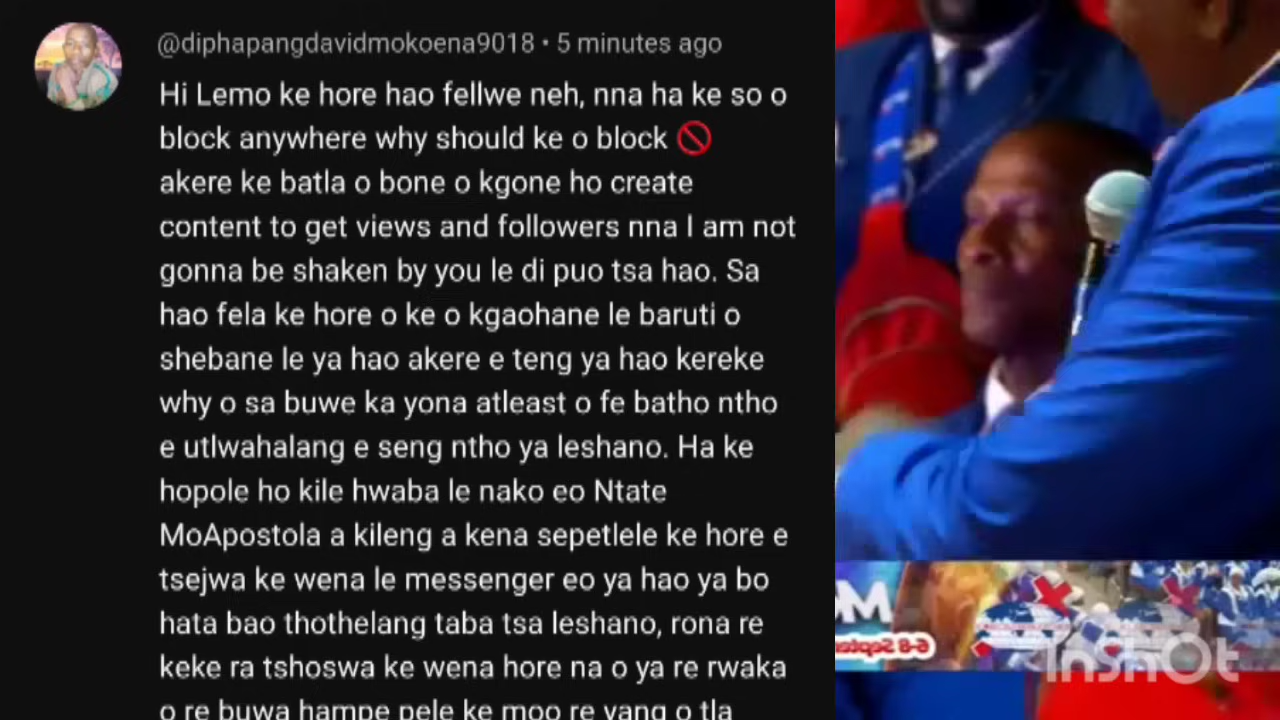 @diphapangdavidmokoena9018 • 5 minutes ago
Hi Lemo ke hore hao fellwe neh, nna ha ke so o
block anywhere why should ke o block 🚫
akere ke batla o bone o kgone ho create
content to get views and followers nna I am not
gonna be shaken by you le di puo tsa hao. Sa
hao fela ke hore o ke o kgaohane le baruti o
shebane le ya hao akere e teng ya hao kereke
why o sa buwe ka yona atleast o fe batho ntho
e utlwahalang e seng ntho ya leshano. Ha ke
hopole ho kile hwaba le nako eo Ntate
MoApostola a kileng a kena sepetlele ke hore e
tsejwa ke wena le messenger eo ya hao ya bo
hata bao thothelang taba tsa leshano, rona re
keke ra tshoswa ke wena hore na o ya re rwaka
o re buwa hampe pele ke moo re yang o tla
InShOt